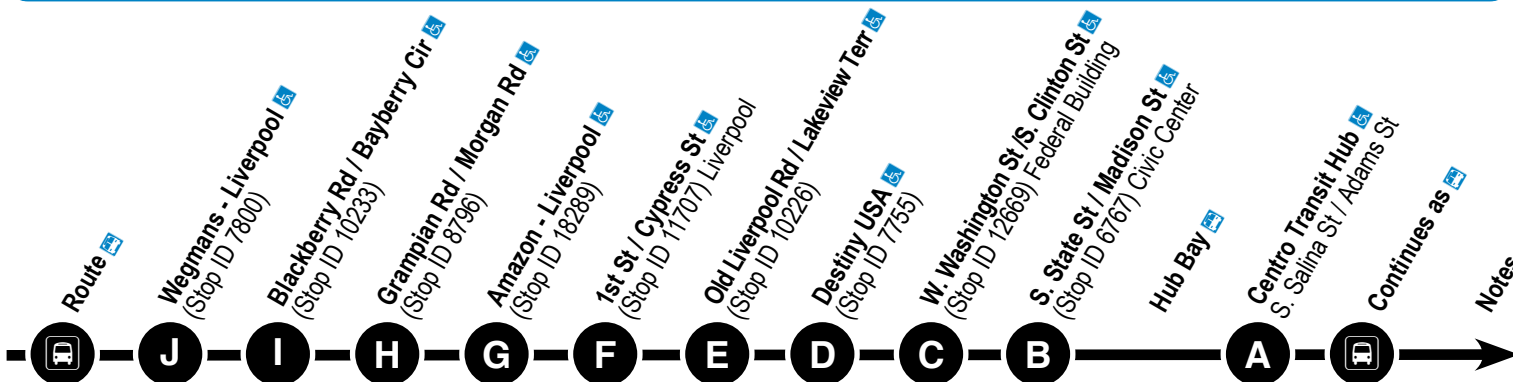 Route
Wegmans - Liverpool
(Stop ID 7800)
Blackberry Rd / Bayberry Cir
(Stop ID 10233)
Grampian Rd / Morgan Rd
(Stop ID 8796)
Amazon - Liverpool
(Stop ID 18289)
1st St / Cypress St
(Stop ID 11707) Liverpool
Old Liverpool Rd / Lakeview Terr
(Stop ID 10226)
Destiny USA
(Stop ID 7755)
W. Washington St /S. Clinton St
(Stop ID 12669) Federal Building
S. State St / Madison St
(Stop ID 6767) Civic Center
Hub Bay
Centro Transit Hub
S. Salina St / Adams St
Continues as
Notes
J I H G F E D C B A